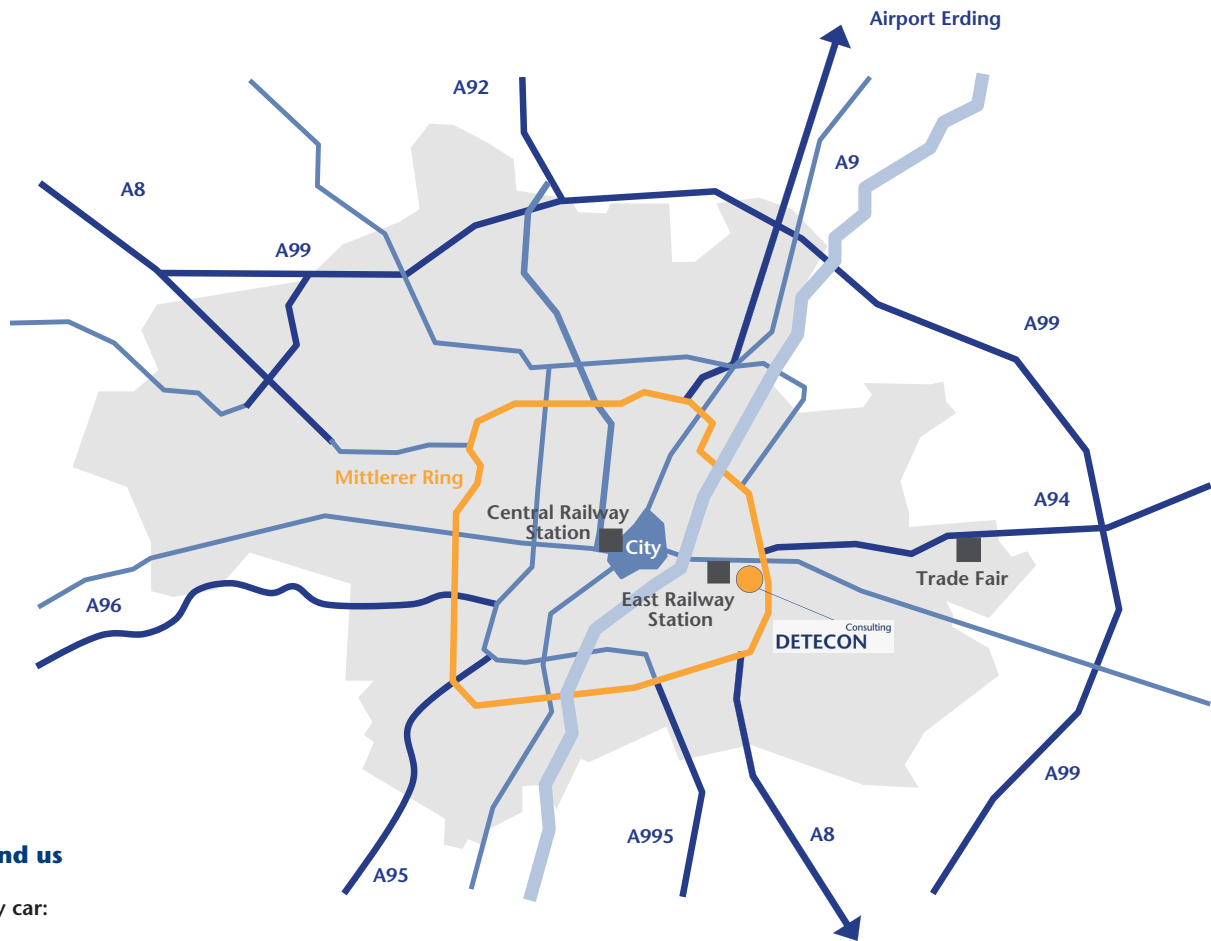 Airport Erding
A92
A9
A8
A99
A99
Mittlerer Ring
A94
Central Railway
Station
City
Trade Fair
East Railway
Station
A96
Consulting
DETECON
A99
A995
A8
A95
nd us
y car: